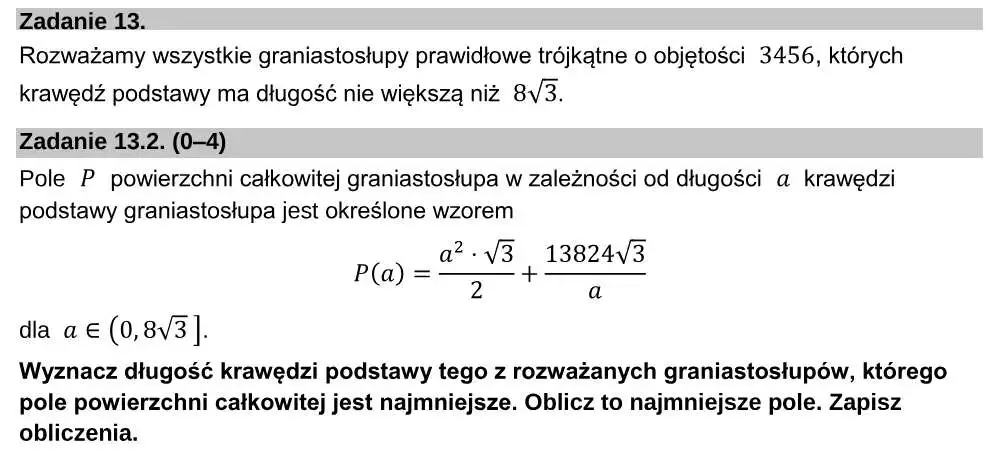 Zadanie 13.
Rozważamy wszystkie graniastosłupy prawidłowe trójkątne o objętości 3456, których
krawędź podstawy ma długość nie większą niż 8√3.
Zadanie 13.2. (0–4)
Pole P powierzchni całkowitej graniastosłupa w zależności od długości a krawędzi
podstawy graniastosłupa jest określone wzorem
P(a) = a² · √3 / 2 + 13824√3 / a
dla a ∈ (0, 8√3 ].
Wyznacz długość krawędzi podstawy tego z rozważanych graniastosłupów, którego
pole powierzchni całkowitej jest najmniejsze. Oblicz to najmniejsze pole. Zapisz
obliczenia.